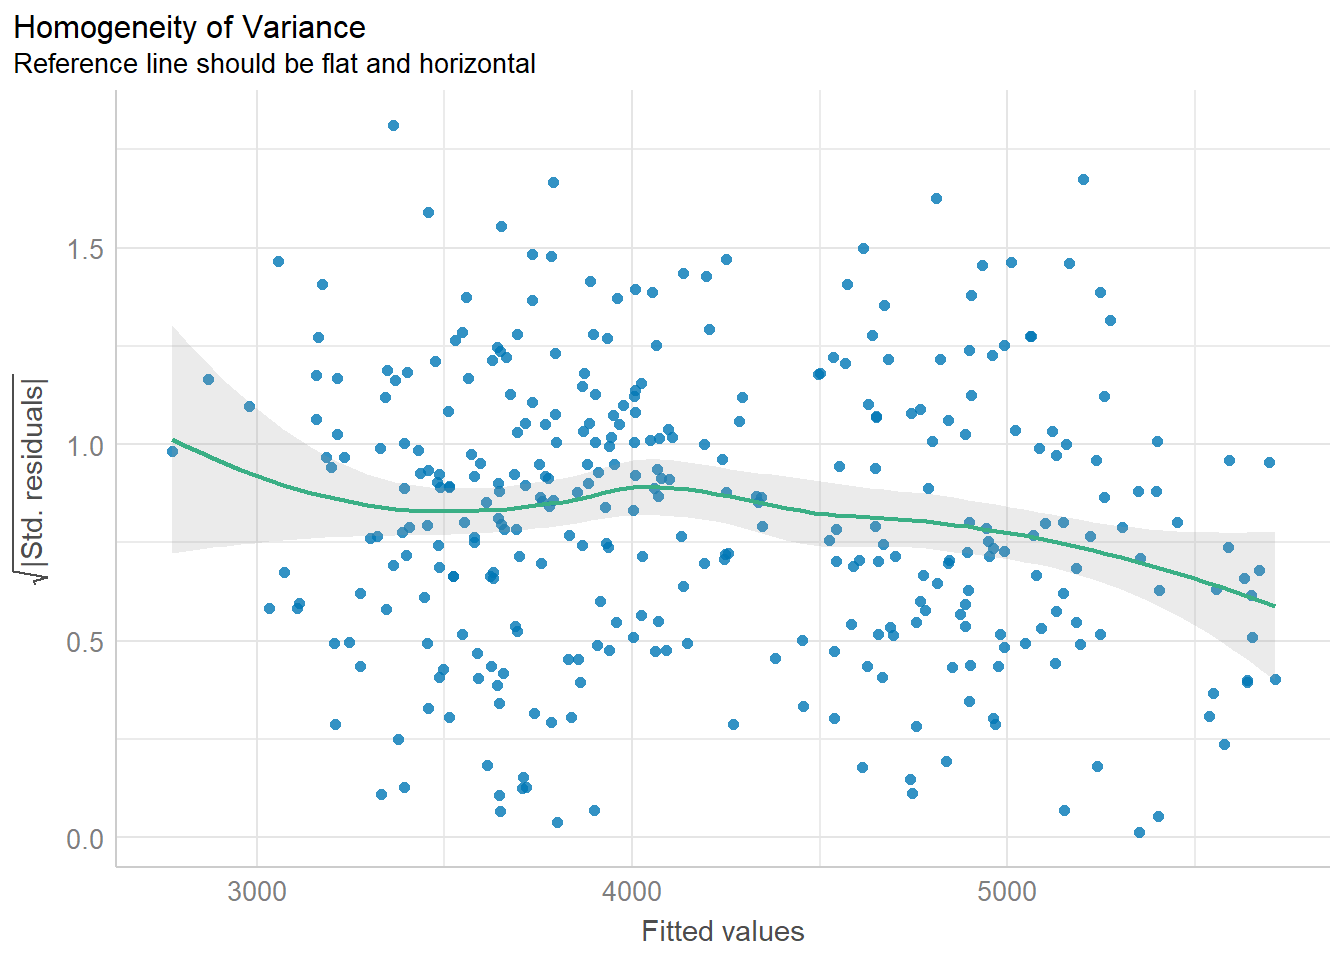 Homogeneity of Variance
Reference line should be flat and horizontal
√|Std. residuals|
1.5
1.0
0.5
0.0
3000 4000 5000
Fitted values